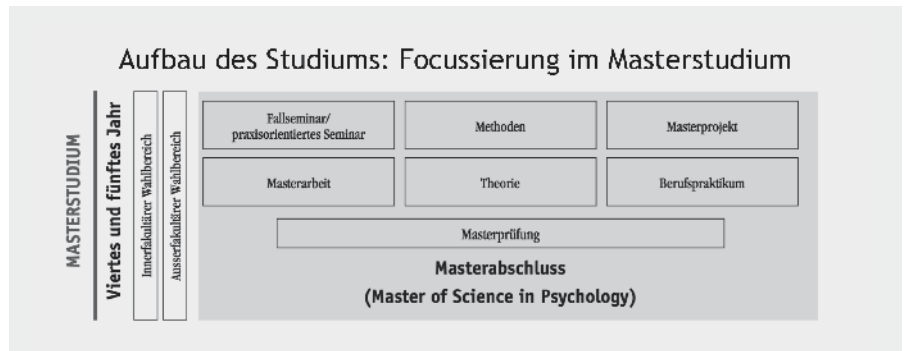 Aufbau des Studiums: Focussierung im Masterstudium
MASTERSTUDIUM
Viertes und fünftes Jahr
Innerfakultärer Wahlbereich
Ausserfakultärer Wahlbereich
Fallseminar/
praxisorientiertes Seminar
Methoden
Masterprojekt
Masterarbeit
Theorie
Berufspraktikum
Masterprüfung
Masterabschluss
(Master of Science in Psychology)